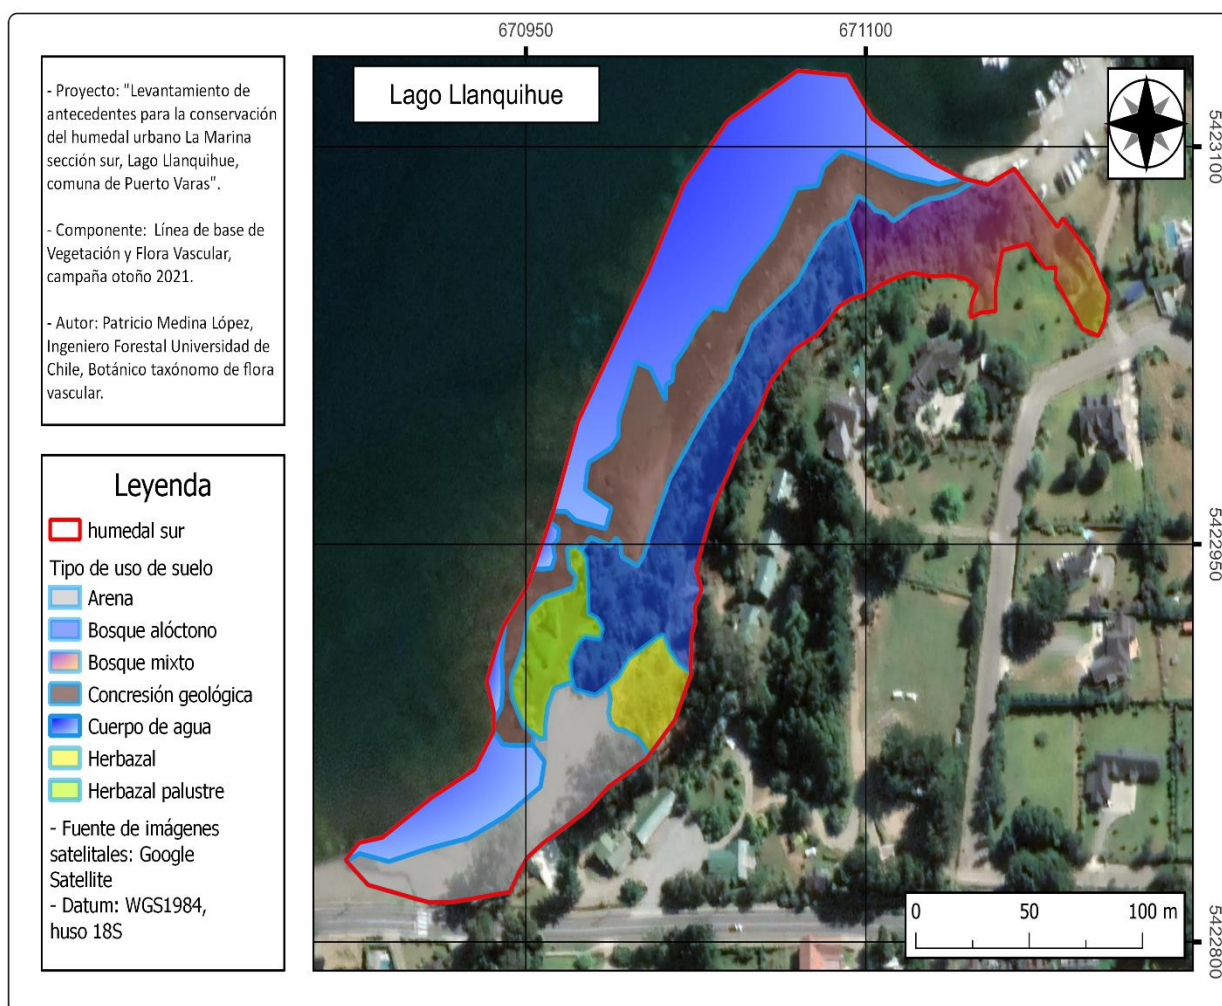 670950
671100
- Proyecto: "Levantamiento de
antecedentes para la conservación
del humedal urbano La Marina
sección sur, Lago Llanquihue,
comuna de Puerto Varas".
- Componente: Línea de base de
Vegetación y Flora Vascular,
campaña otoño 2021.
- Autor: Patricio Medina López,
Ingeniero Forestal Universidad de
Chile, Botánico taxónomo de flora
vascular.
Lago Llanquihue
5423100
5422950
5422800
Leyenda
humedal sur
Tipo de uso de suelo
Arena
Bosque alóctono
Bosque mixto
Concresión geológica
Cuerpo de agua
Herbazal
Herbazal palustre
- Fuente de imágenes
satelitales: Google
Satellite
- Datum: WGS1984,
huso 18S
0 50 100 m